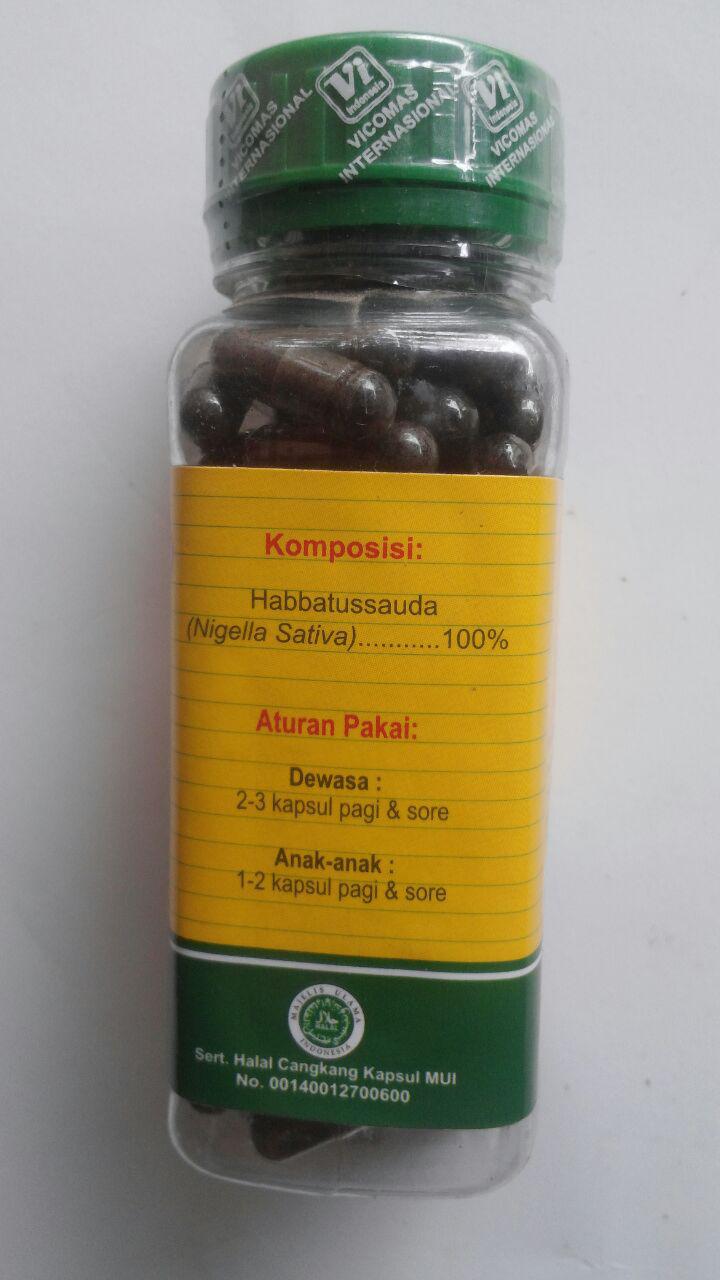 Vi
indonesia
VICOMAS
INTERNASIONAL
Vi
indonesia
VICOMAS
INTERNASIONAL
VICOMAS
INTERNASIONAL
Komposisi:
Habbatussauda
(Nigella Sativa)...........100%
Aturan Pakai:
Dewasa :
2-3 kapsul pagi & sore
Anak-anak :
1-2 kapsul pagi & sore
MAJELIS ULAMA
HALAL
INDONESIA
Sert. Halal Cangkang Kapsul MUI
No. 00140012700600